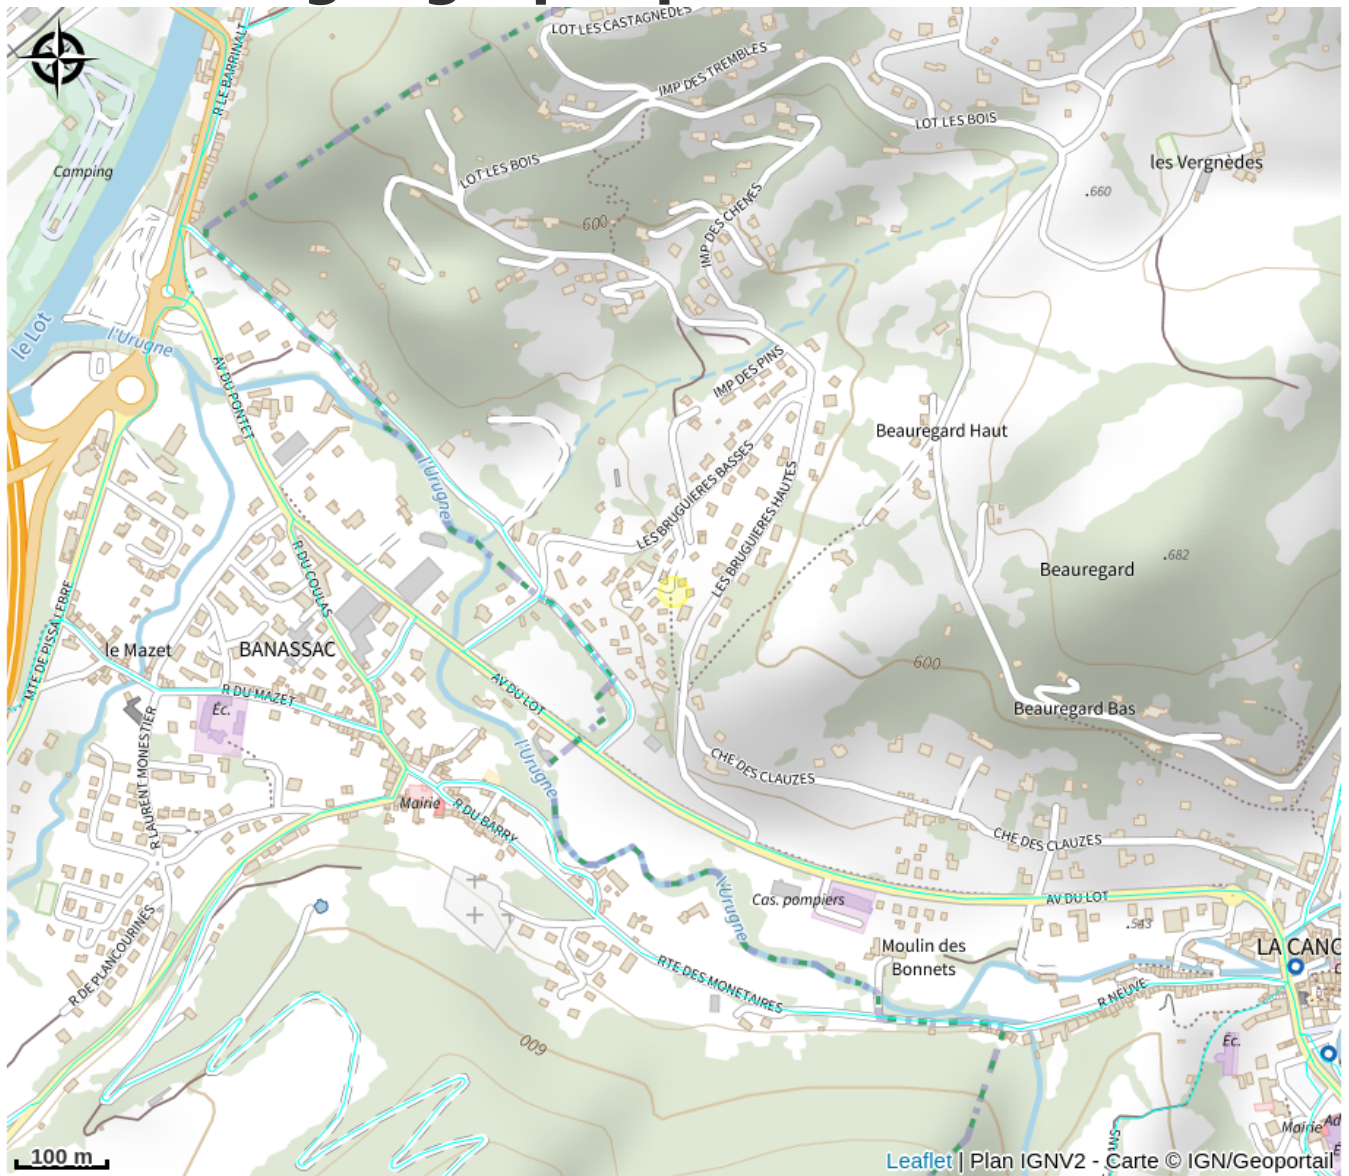 LOT LES CASTAGNÈDES
R LE BARRINALT
IMP DES TREMBLES
LOT LES BOIS
les Vergnèdes
Camping
LOT LES BOIS
.660
600
IMP DES CHENES
le Lot
l'Urugne
AV DU PONTET
IMP DES PINS
Beauregard Haut
l'Urugne
LES BRUGUIERES BASSES
LES BRUGUIERES HAUTES
.682
Beauregard
R DU COULAS
MTE DE PISSALEBRE
le Mazet
BANASSAC
600
R DU MAZET
AV DU LOT
Éc.
Beauregard Bas
R LAURENT MONESTIER
l'Urugne
CHE DES CLAUZES
Mairie
R DU BARRY
CHE DES CLAUZES
Cas. pompiers
AV DU LOT
l'Urugne
.543
R DE PLANCOURINES
Moulin des
Bonnets
LA CANO
RTE DES MONETAIRES
R NEUVE
600
Éc.
Mairie
100 m
Leaflet | Plan IGNV2 - Carte © IGN/Geoportail